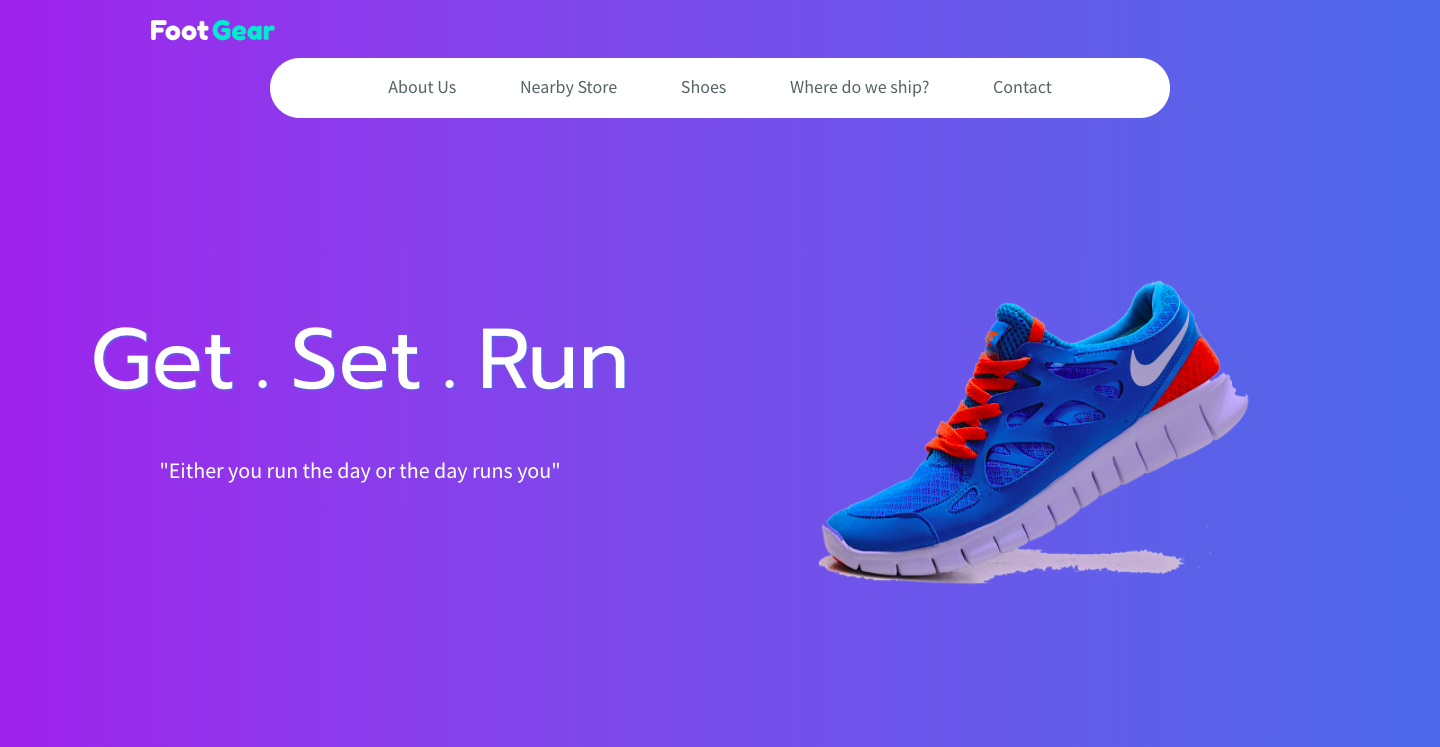 Foot Gear
About Us Nearby Store Shoes Where do we ship? Contact
Get . Set . Run
"Either you run the day or the day runs you"